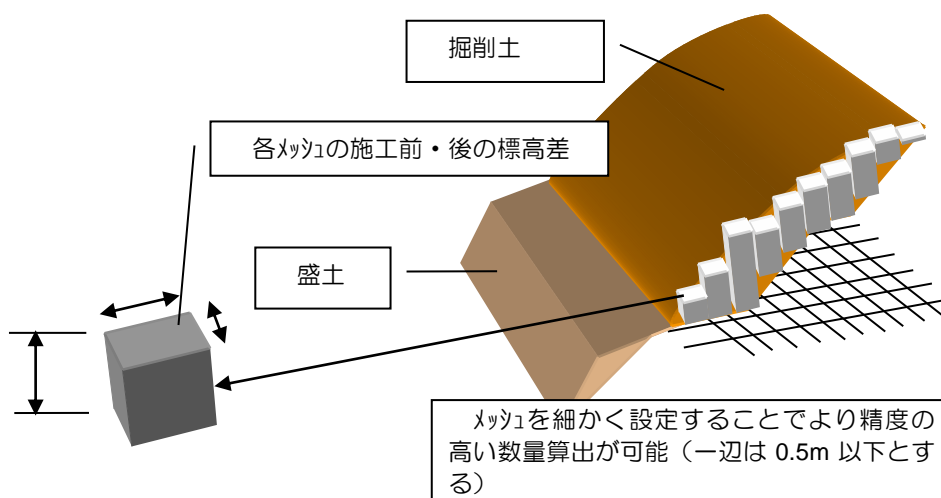 掘削土
各ﾒｯｼｭの施工前・後の標高差
盛土
ﾒｯｼｭを細かく設定することでより精度の
高い数量算出が可能（一辺は 0.5m 以下とす
る）